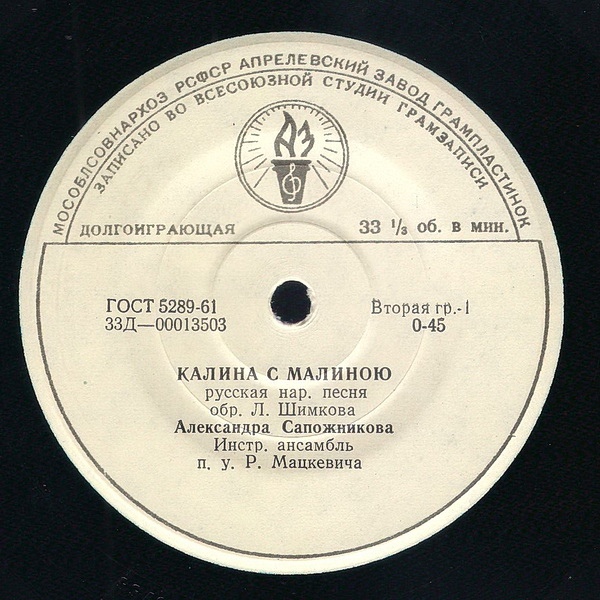 МОСОБЛСОВНАРХОЗ РСФСР АПРЕЛЕВСКИЙ ЗАВОД ГРАМПЛАСТИНОК
ЗАПИСАНО ВО ВСЕСОЮЗНОЙ СТУДИИ ГРАМЗАПИСИ
АЗ
ДОЛГОИГРАЮЩАЯ 33 ⅓ об. в мин.
ГОСТ 5289-61 Вторая гр.-1
33Д—00013503 0-45
КАЛИНА С МАЛИНОЮ
русская нар. песня
обр. Л. Шимкова
Александра Сапожникова
Инстр. ансамбль
п. у. Р. Мацкевича